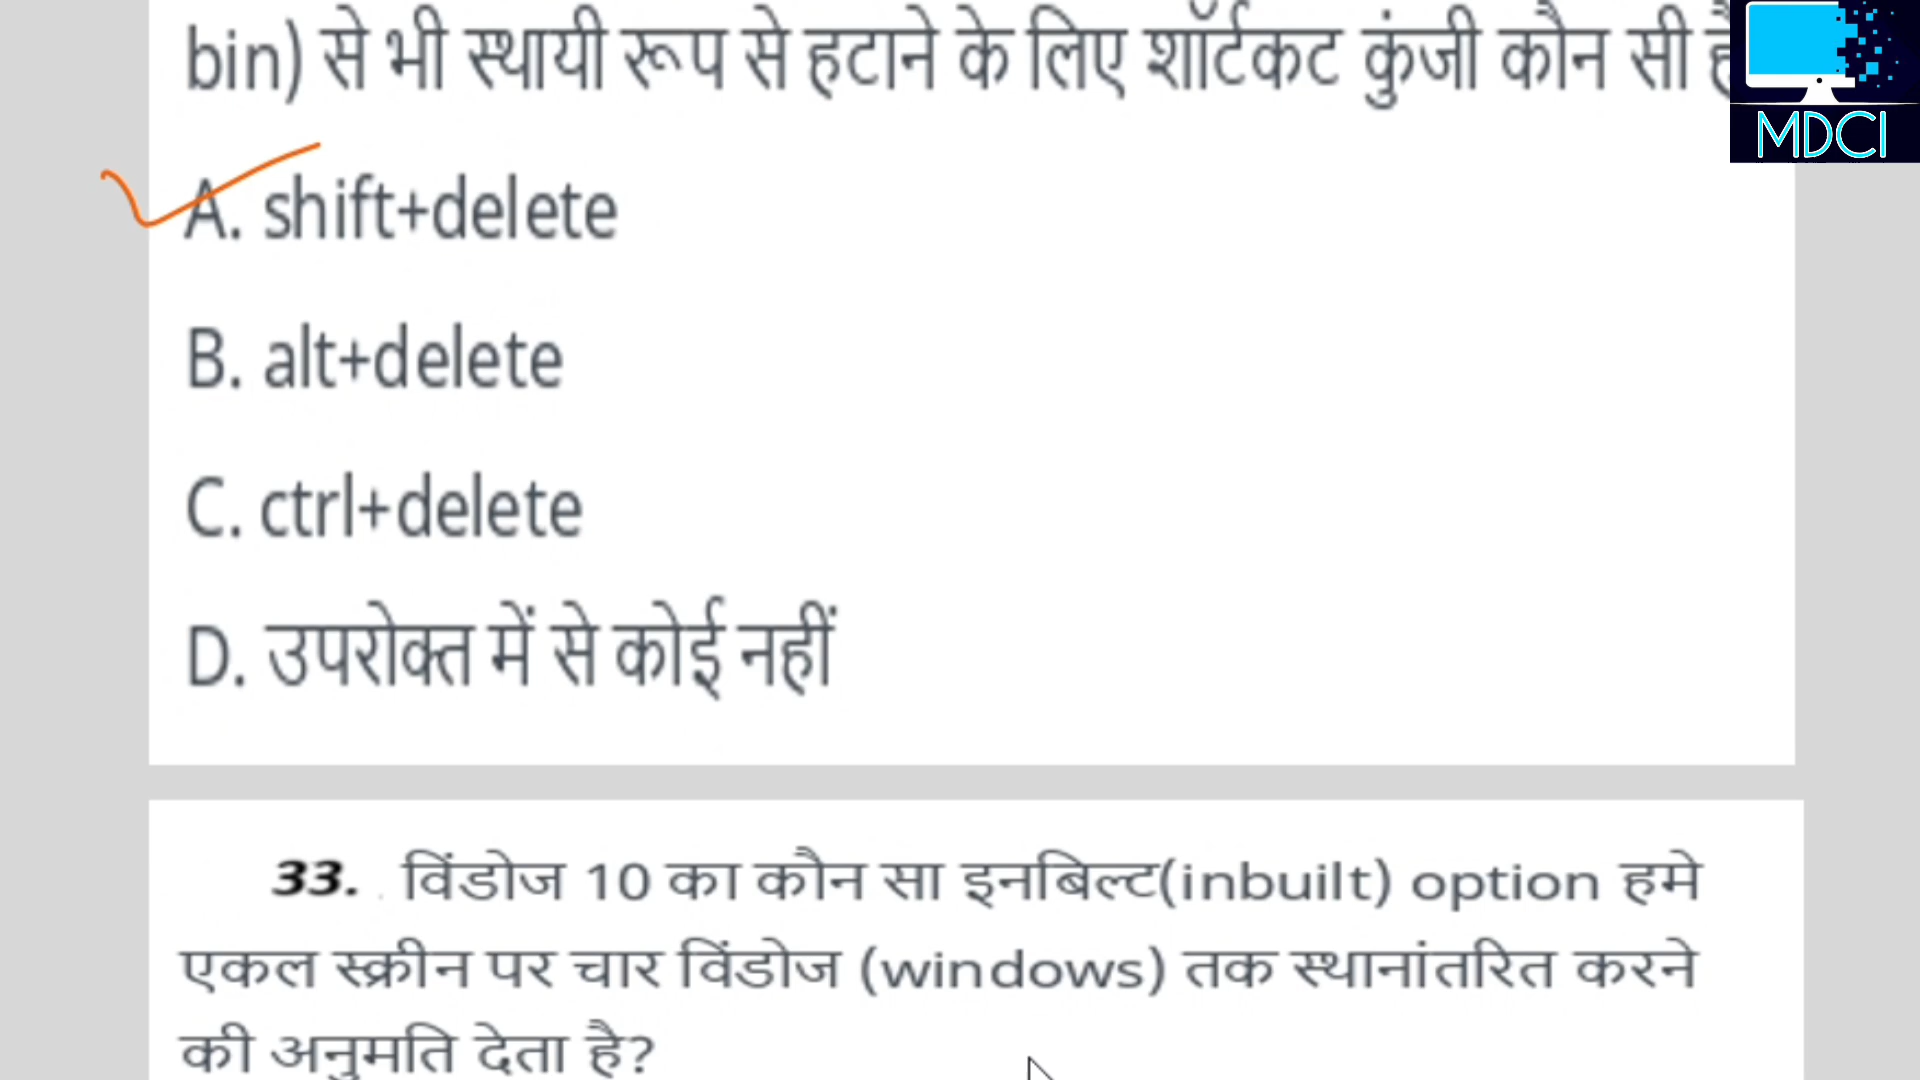 bin) से भी स्थायी रूप से हटाने के लिए शॉर्टकट कुंजी कौन सी
MDCI
A. shift+delete
B. alt+delete
C. ctrl+delete
D. उपरोक्त में से कोई नहीं
33. विंडोज 10 का कौन सा इनबिल्ट(inbuilt) option हमे
एकल स्क्रीन पर चार विंडोज (windows) तक स्थानांतरित करने
की अनुमति देता है?